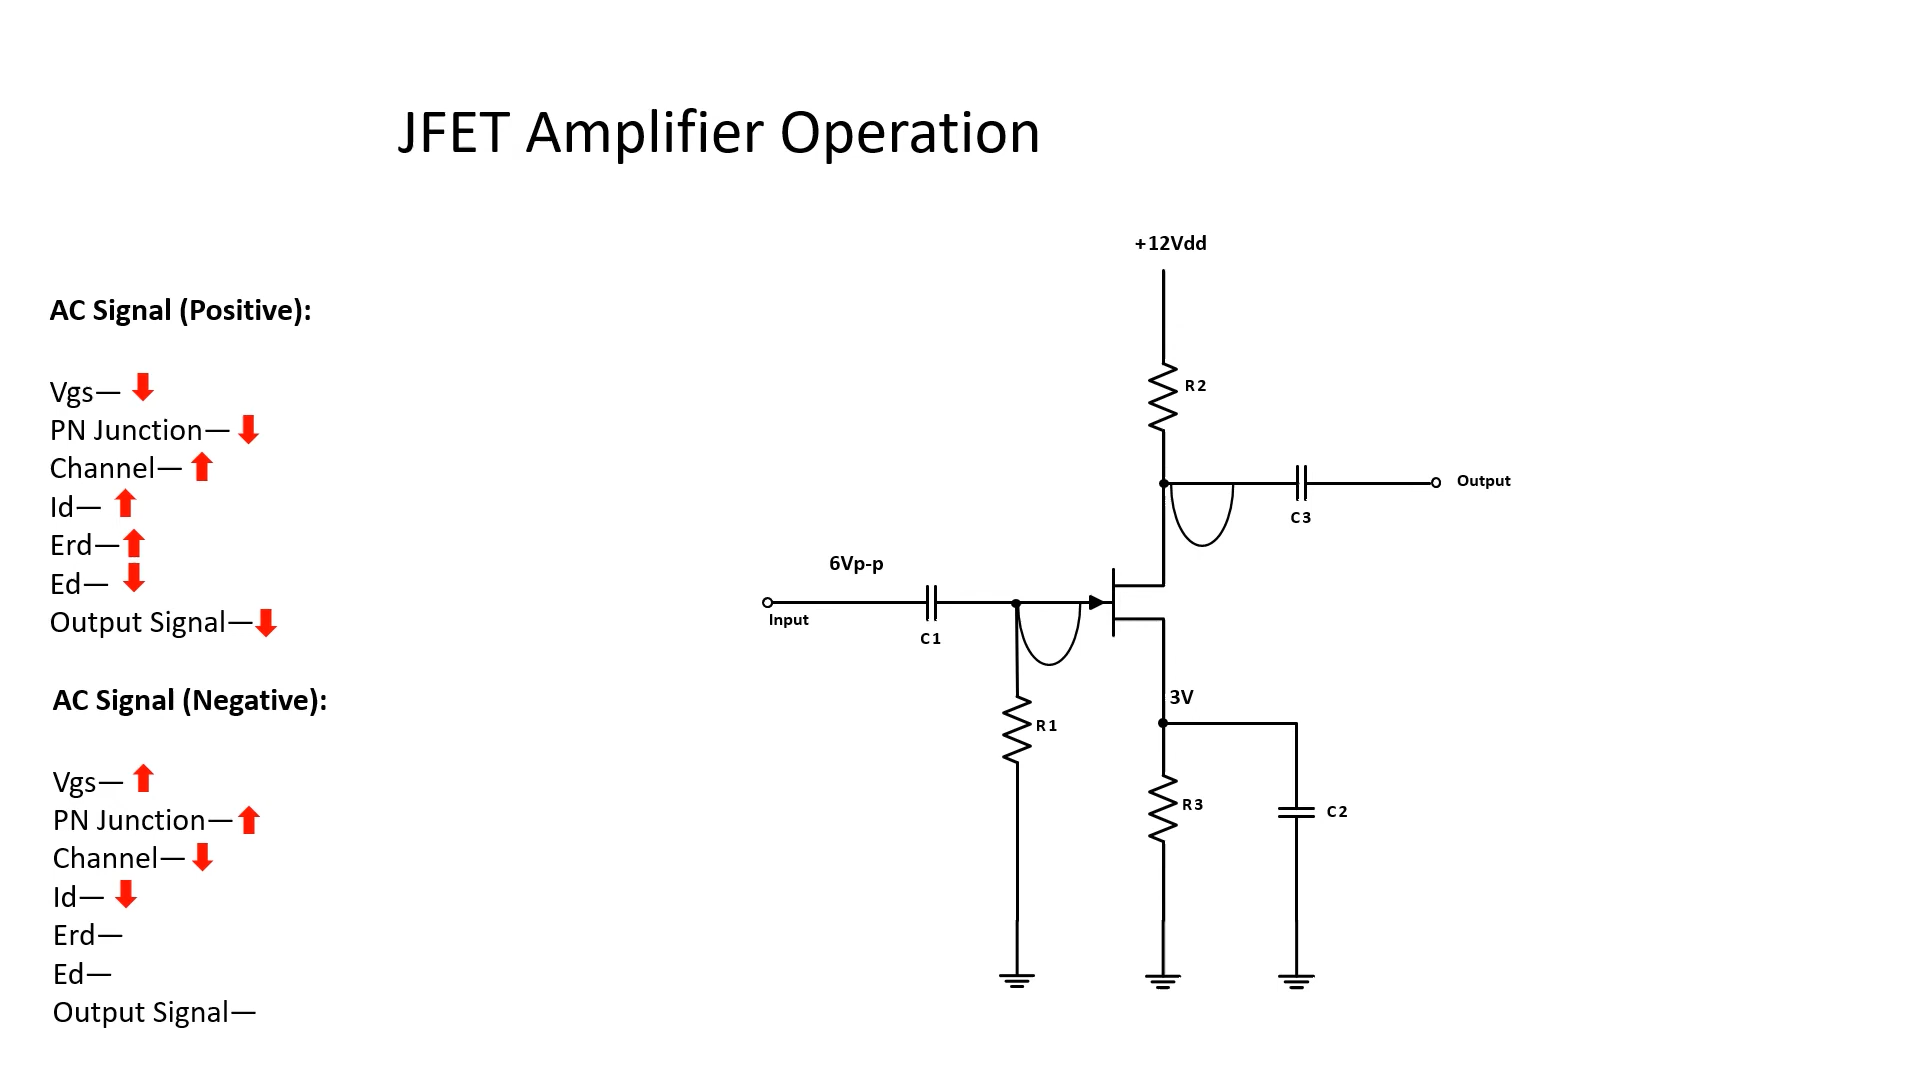 JFET Amplifier Operation
+12Vdd
AC Signal (Positive):
Vgs—
PN Junction—
Channel—
Id—
Erd—
Ed—
Output Signal—
AC Signal (Negative):
Vgs—
PN Junction—
Channel—
Id—
Erd—
Ed—
Output Signal—
R2
Output
C3
6Vp-p
Input
C1
3V
R1
R3
C2